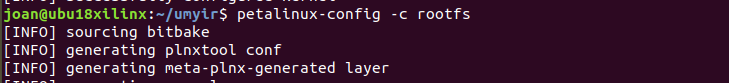 joan@ubu18xilinx:~/umyir$ petalinux-config -c rootfs
[INFO] sourcing bitbake
[INFO] generating plnxtool conf
[INFO] generating meta-plnx-generated layer